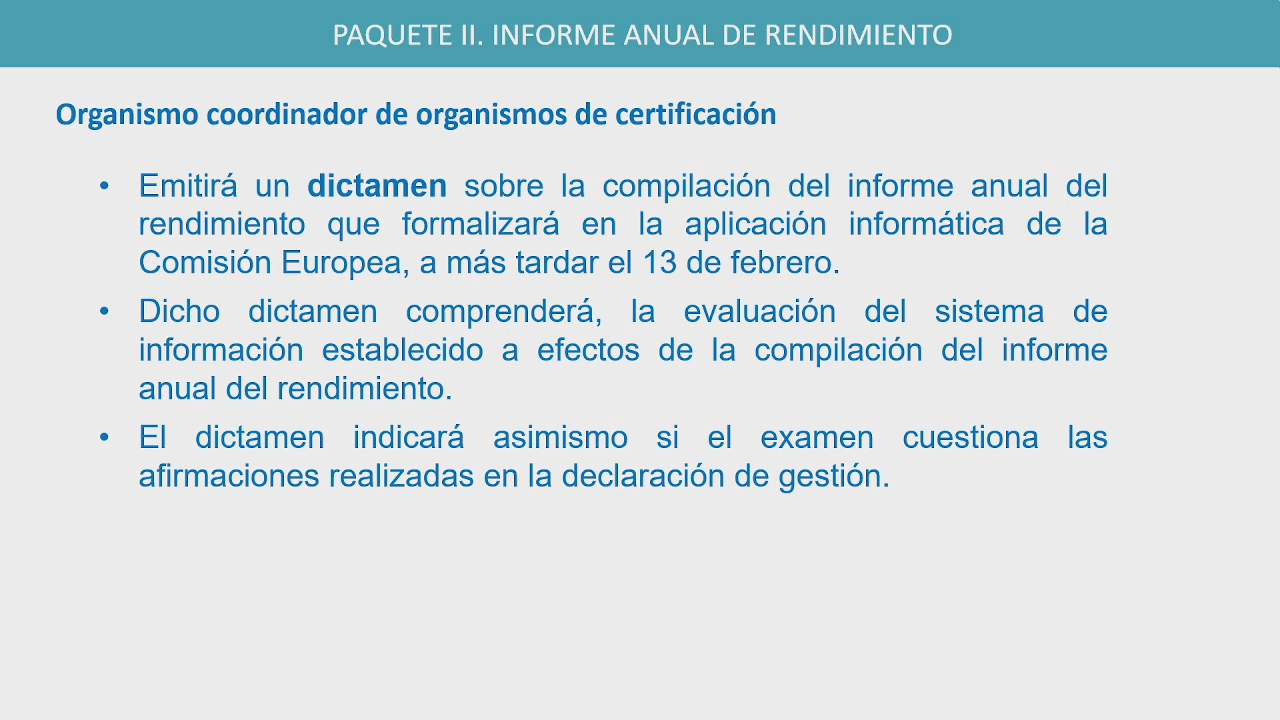 PAQUETE II. INFORME ANUAL DE RENDIMIENTO
Organismo coordinador de organismos de certificación
• Emitirá un dictamen sobre la compilación del informe anual del
rendimiento que formalizará en la aplicación informática de la
Comisión Europea, a más tardar el 13 de febrero.
• Dicho dictamen comprenderá, la evaluación del sistema de
información establecido a efectos de la compilación del informe
anual del rendimiento.
• El dictamen indicará asimismo si el examen cuestiona las
afirmaciones realizadas en la declaración de gestión.